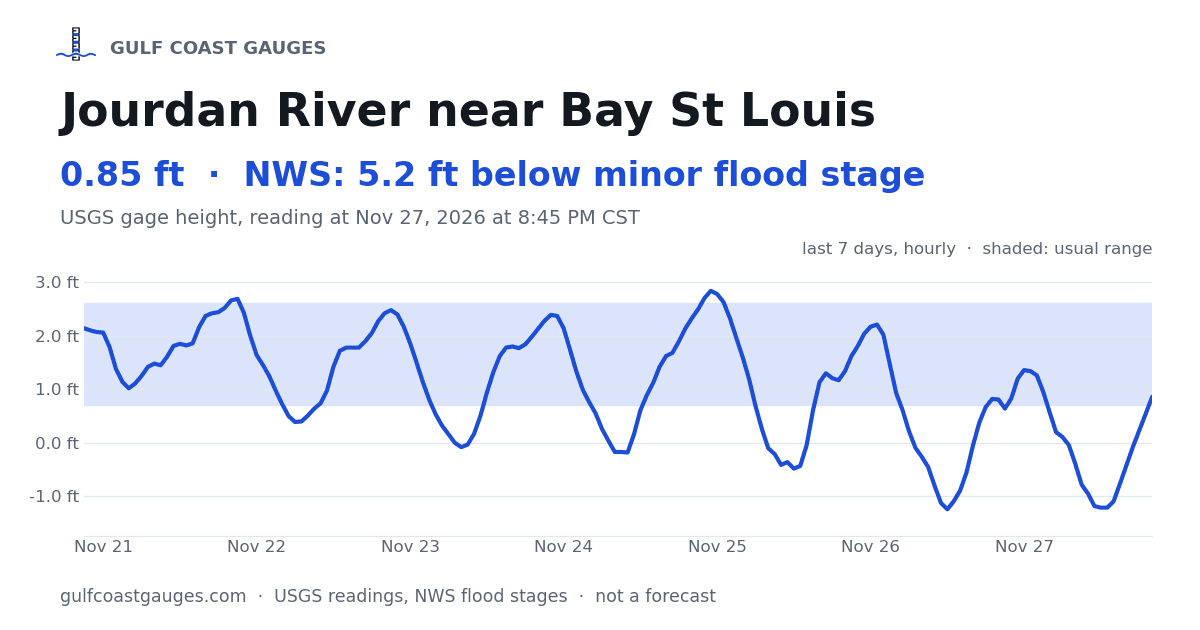 GULF COAST GAUGES
Jourdan River near Bay St Louis
0.85 ft · NWS: 5.2 ft below minor flood stage
USGS gage height, reading at Nov 27, 2026 at 8:45 PM CST
last 7 days, hourly · shaded: usual range
3.0 ft
2.0 ft
1.0 ft
0.0 ft
-1.0 ft
Nov 21 Nov 22 Nov 23 Nov 24 Nov 25 Nov 26 Nov 27
gulfcoastgauges.com · USGS readings, NWS flood stages · not a forecast